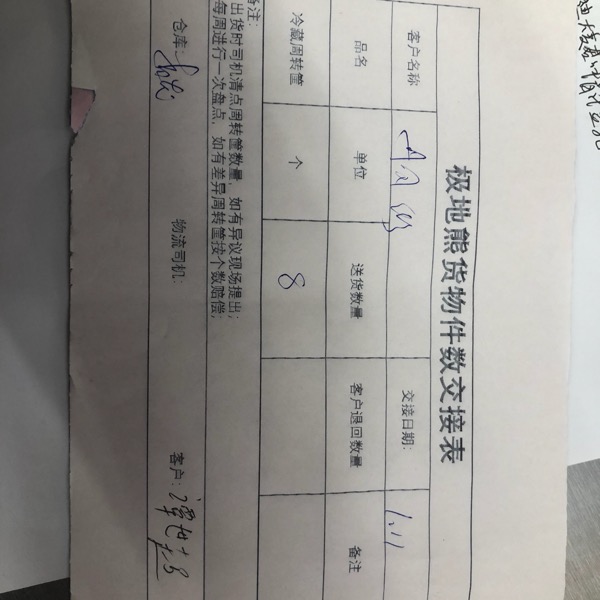 极地熊货物件数交接表
客户名称 交接日期: 1.11
品名 单位 送货数量 客户退回数量 备注
冷藏周转筐 个 8
备注:
出货时司机清点周转筐数量，如有异议现场提出;
每周进行一次盘点，如有差异周转筐按个数赔偿;
仓库: 物流司机: 客户: